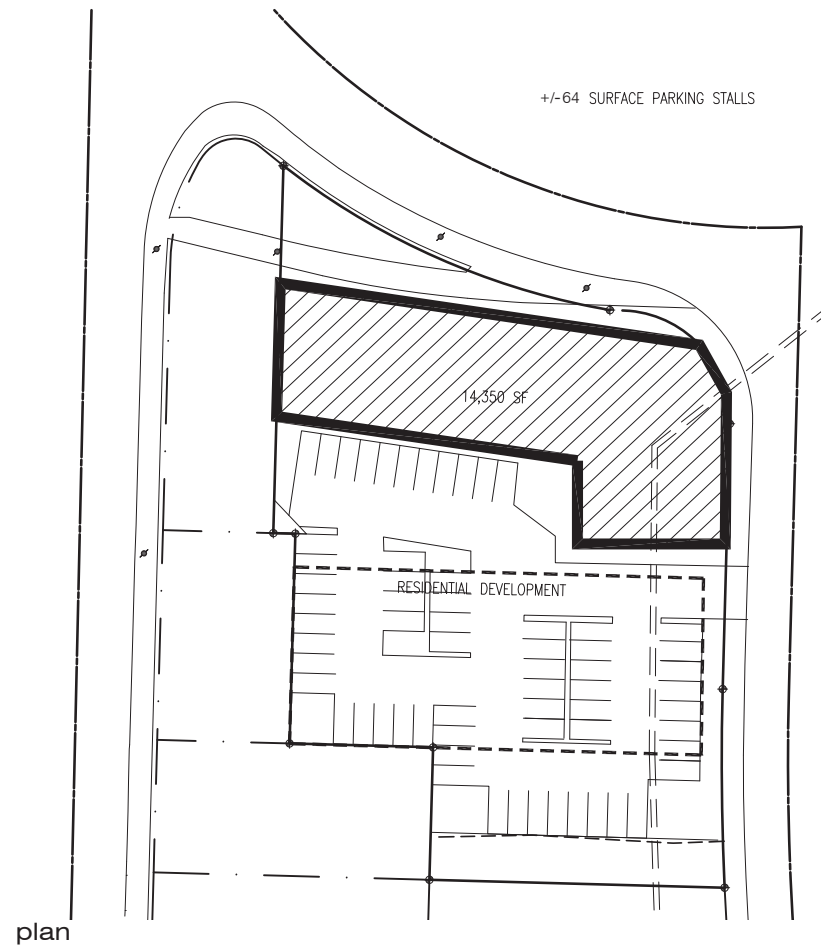 +/-64 SURFACE PARKING STALLS
14,350 SF
RESIDENTIAL DEVELOPMENT
plan